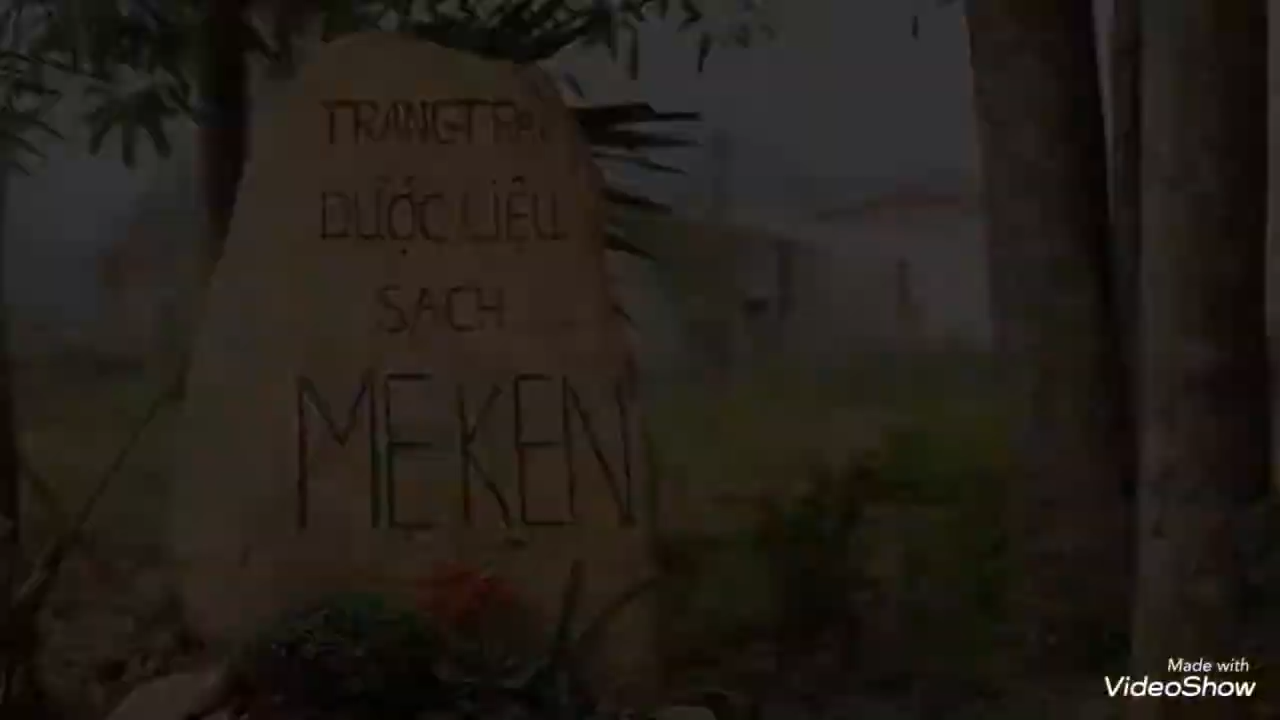 TRANG TRẠI
DƯỢC LIỆU
SẠCH
MEKEN
Made with
VideoShow